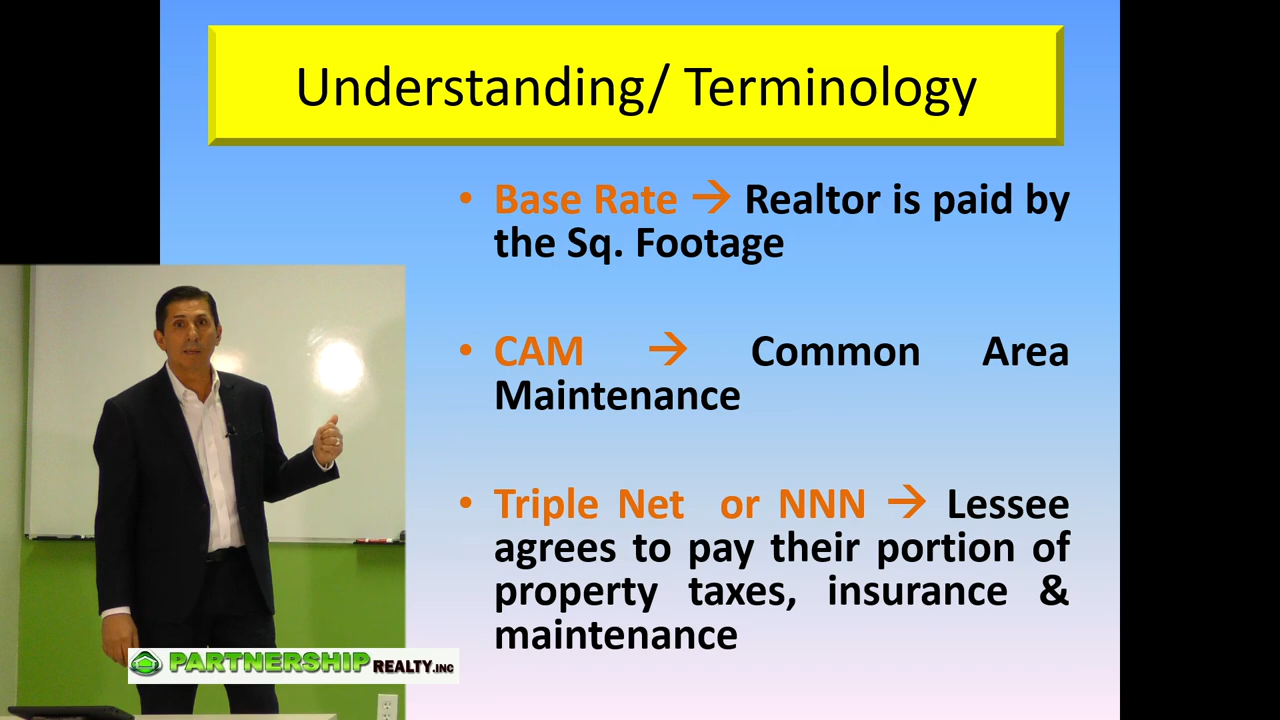 Understanding/ Terminology
• Base Rate → Realtor is paid by
the Sq. Footage
• CAM → Common Area
Maintenance
• Triple Net or NNN → Lessee
agrees to pay their portion of
property taxes, insurance &
maintenance
PARTNERSHIP REALTY.INC